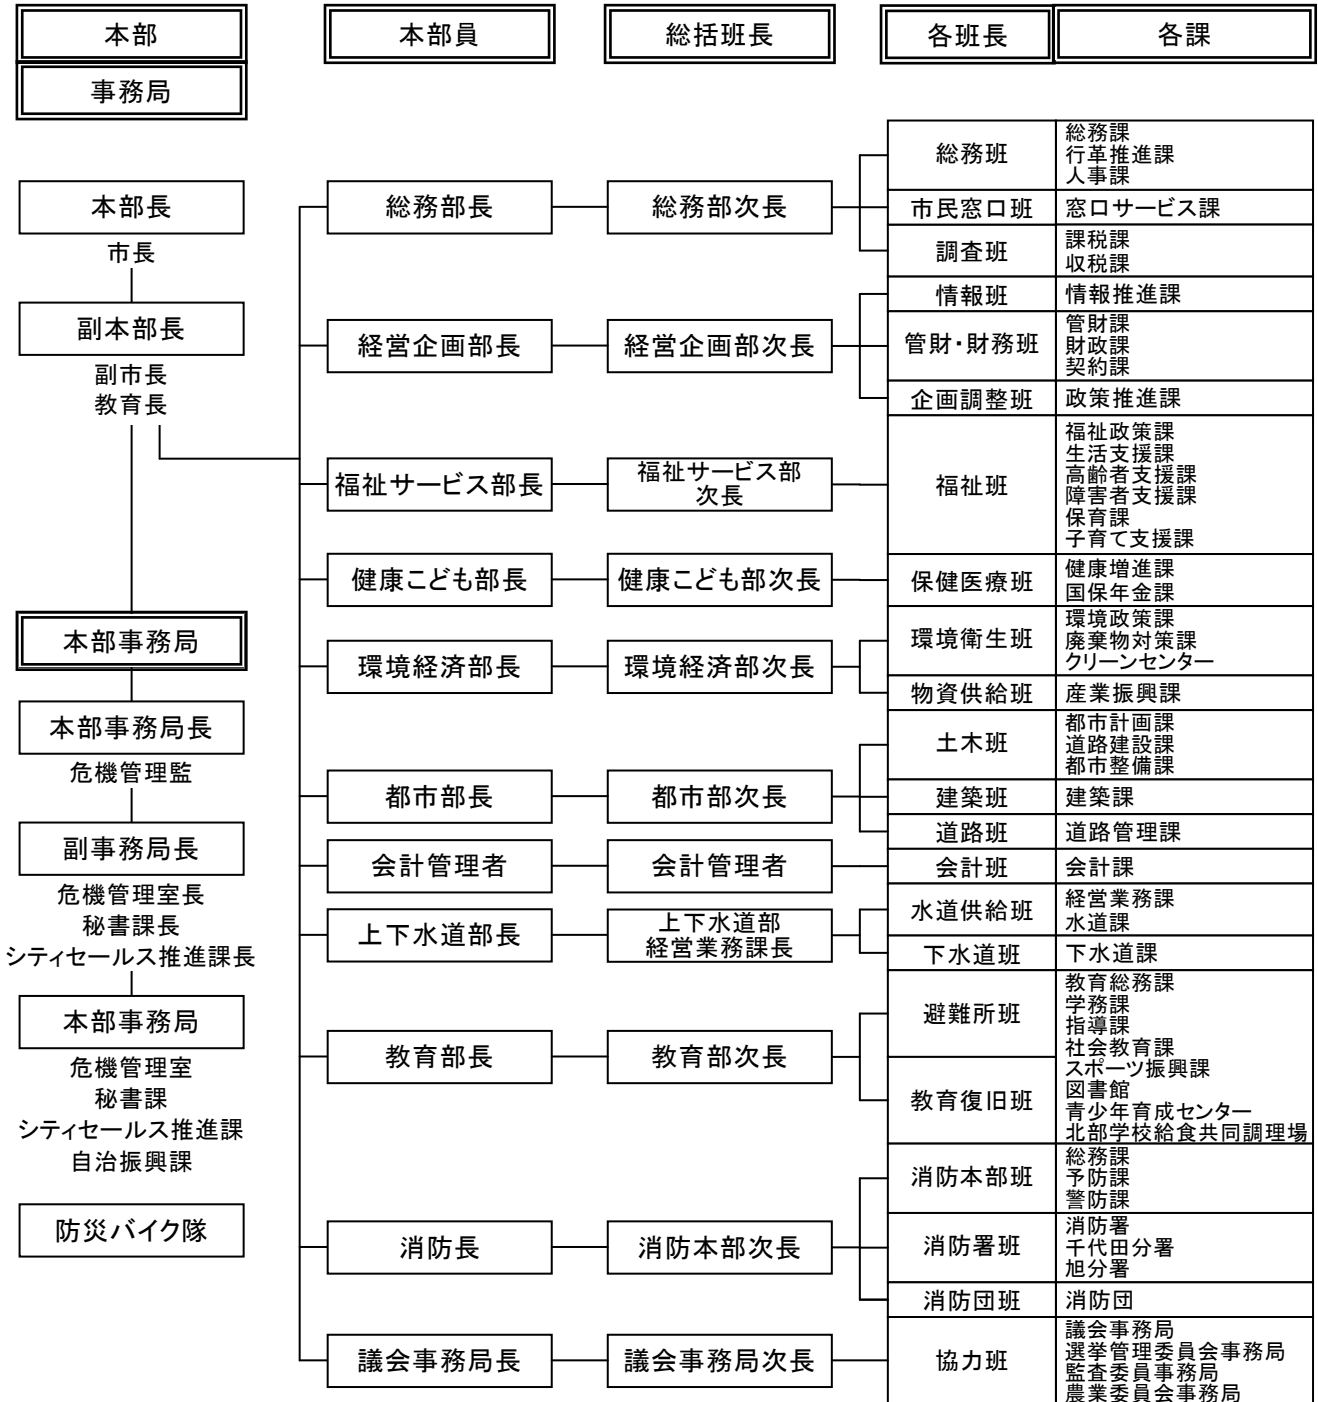 本部
事務局
本部員
総括班長
各班長
各課
本部長
市長
副本部長
副市長
教育長
本部事務局
本部事務局長
危機管理監
副事務局長
危機管理室長
秘書課長
シティセールス推進課長
本部事務局
危機管理室
秘書課
シティセールス推進課
自治振興課
防災バイク隊
総務部長
総務部次長
総務班
総務課
行革推進課
人事課
市民窓口班
窓口サービス課
調査班
課税課
収税課
経営企画部長
経営企画部次長
情報班
情報推進課
管財・財務班
管財課
財政課
契約課
企画調整班
政策推進課
福祉サービス部長
福祉サービス部
次長
福祉班
福祉政策課
生活支援課
高齢者支援課
障害者支援課
保育課
子育て支援課
健康こども部長
健康こども部次長
保健医療班
健康増進課
国保年金課
環境経済部長
環境経済部次長
環境衛生班
環境政策課
廃棄物対策課
クリーンセンター
物資供給班
産業振興課
都市部長
都市部次長
土木班
都市計画課
道路建設課
都市整備課
建築班
建築課
道路班
道路管理課
会計管理者
会計管理者
会計班
会計課
上下水道部長
上下水道部
経営業務課長
水道供給班
経営業務課
水道課
下水道班
下水道課
教育部長
教育部次長
避難所班
教育復旧班
教育総務課
学務課
指導課
社会教育課
スポーツ振興課
図書館
青少年育成センター
北部学校給食共同調理場
消防長
消防本部次長
消防本部班
総務課
予防課
警防課
消防署班
消防署
千代田分署
旭分署
消防団班
消防団
議会事務局長
議会事務局次長
協力班
議会事務局
選挙管理委員会事務局
監査委員事務局
農業委員会事務局